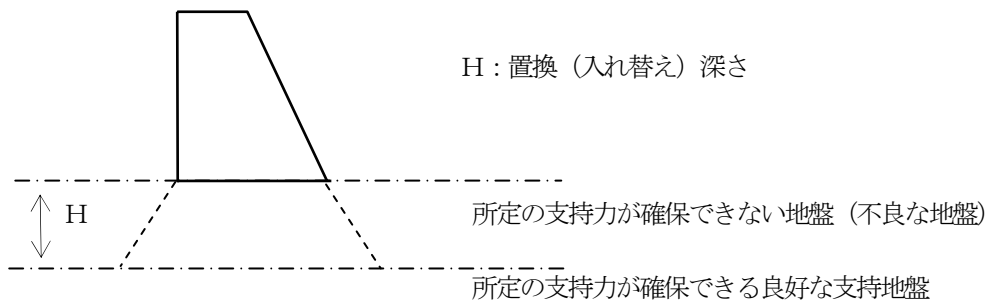 H：置換（入れ替え）深さ
H
所定の支持力が確保できない地盤（不良な地盤）
所定の支持力が確保できる良好な支持地盤